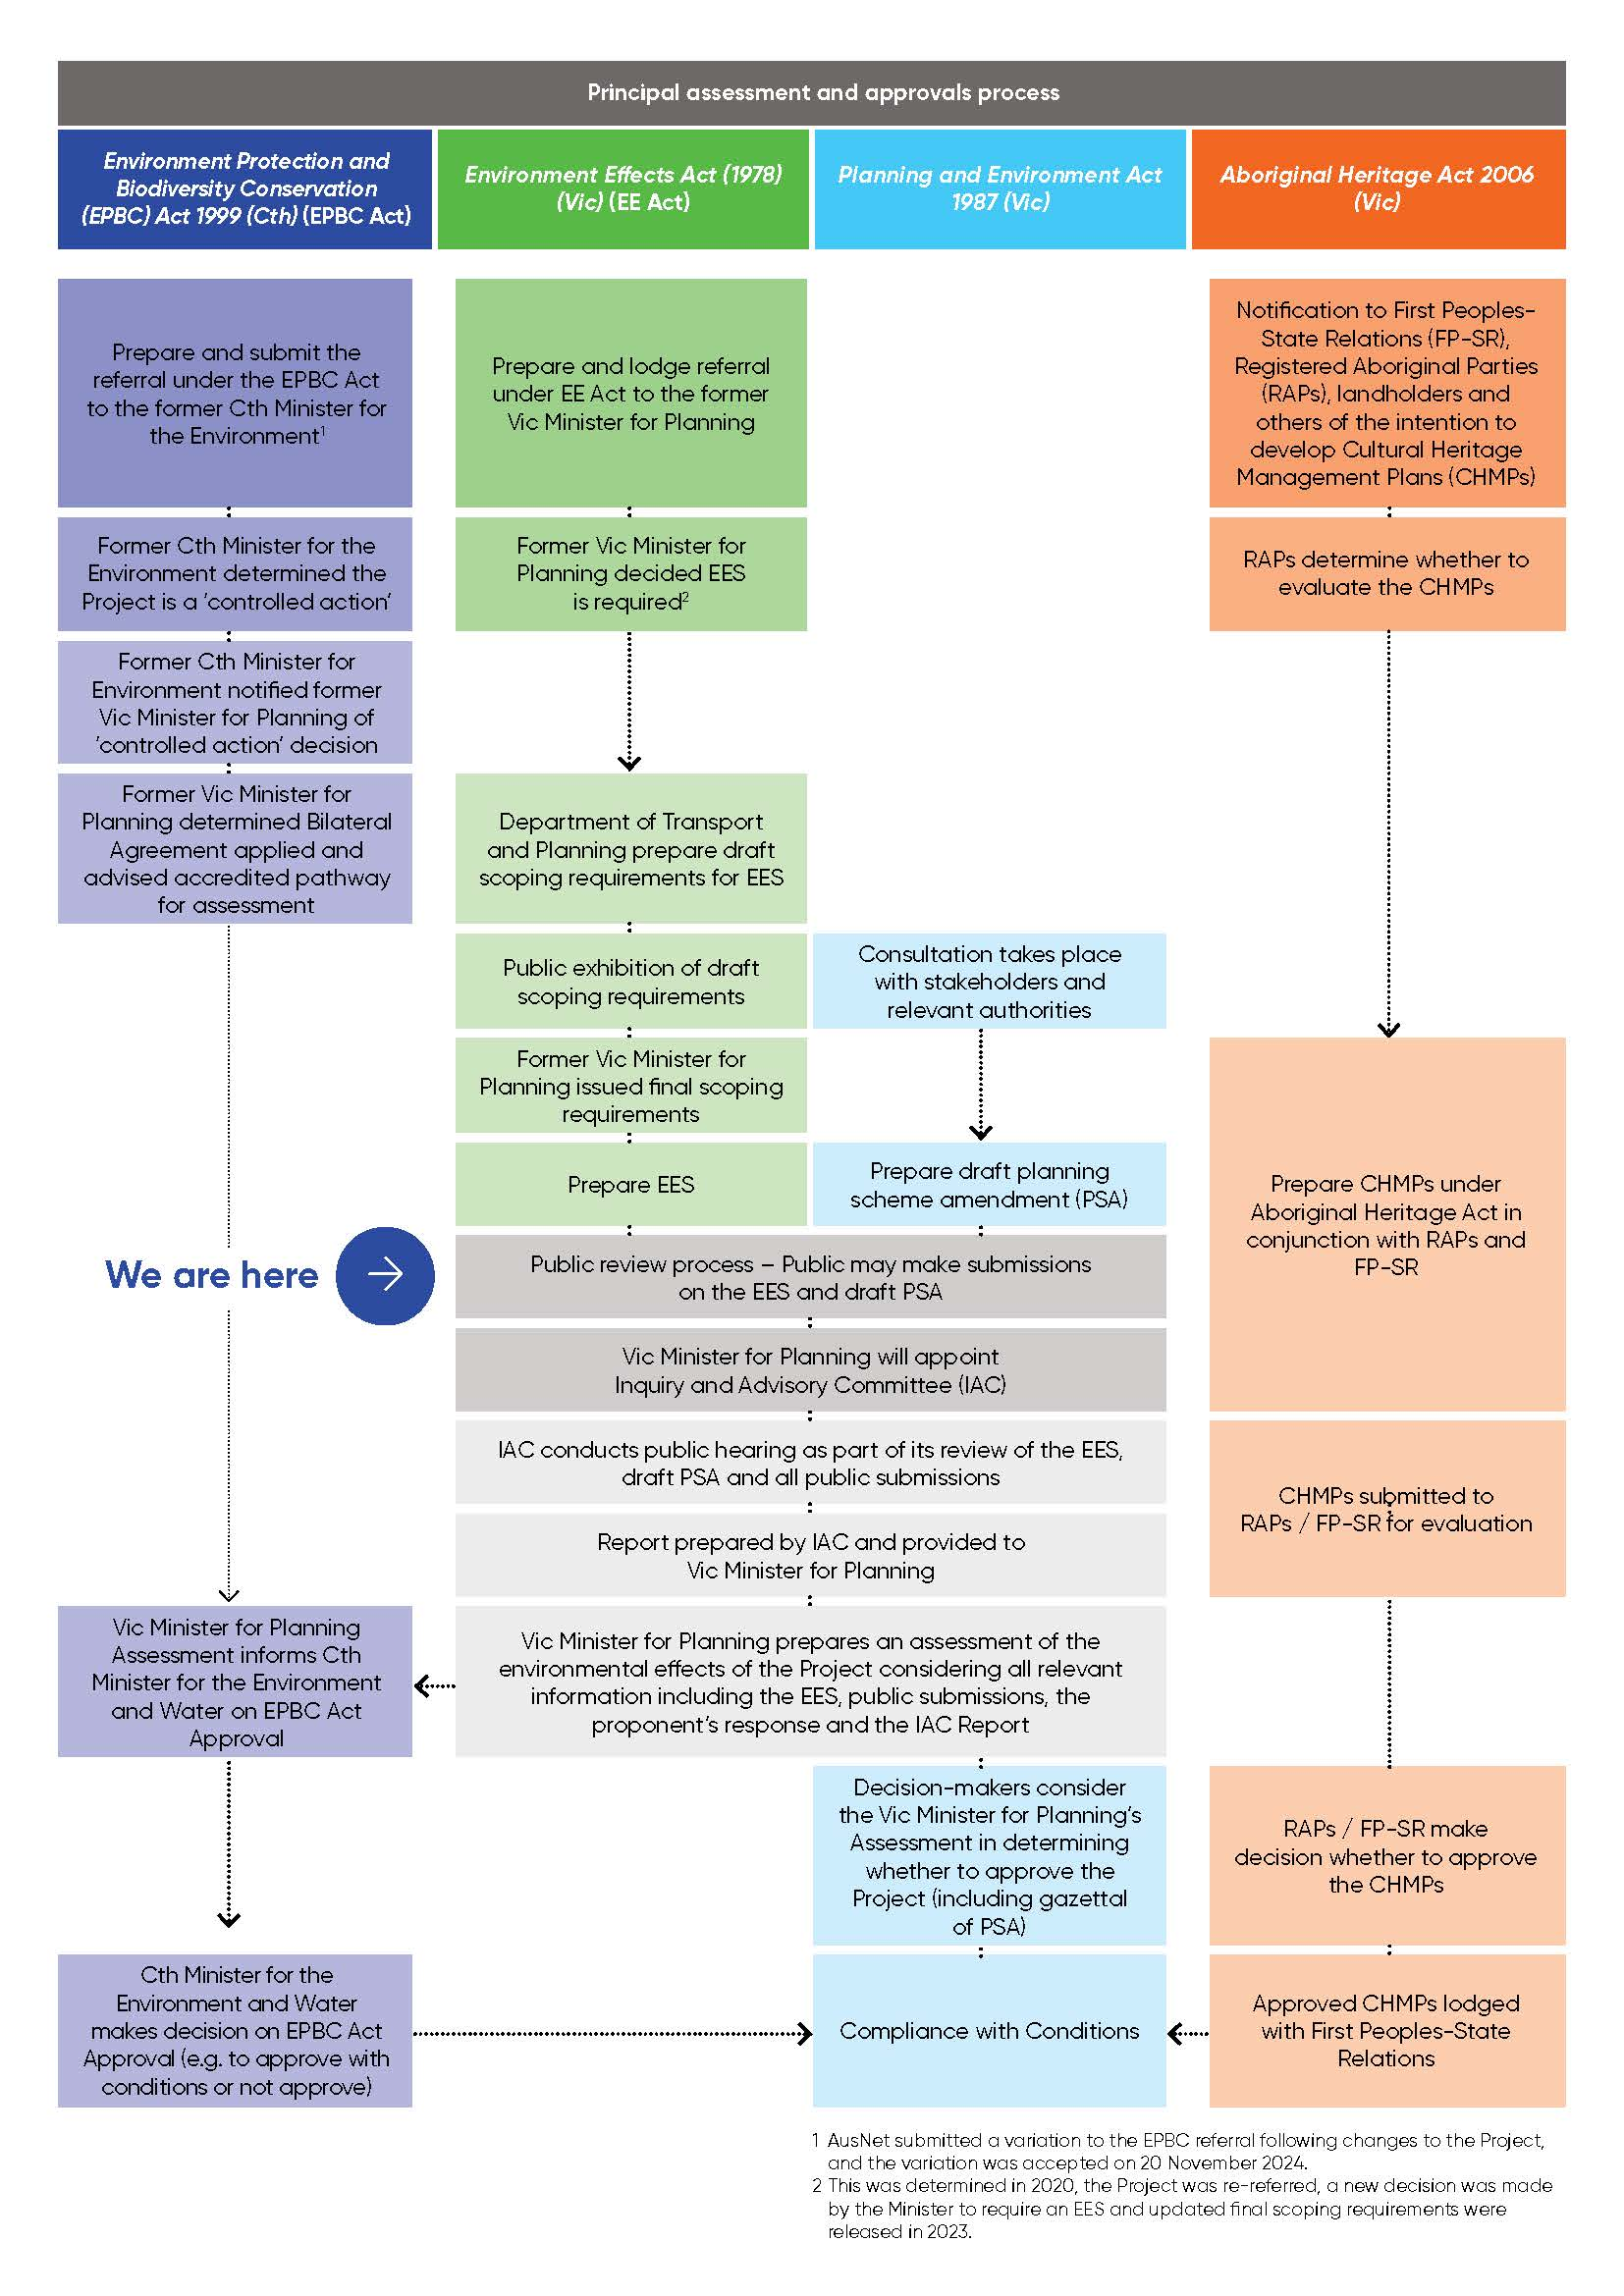 Principal assessment and approvals process
Environment Protection and
Biodiversity Conservation
(EPBC) Act 1999 (Cth) (EPBC Act)
Environment Effects Act (1978)
(Vic) (EE Act)
Planning and Environment Act
1987 (Vic)
Aboriginal Heritage Act 2006
(Vic)
Prepare and submit the
referral under the EPBC Act
to the former Cth Minister for
the Environment¹
Former Cth Minister for the
Environment determined the
Project is a ‘controlled action’
Former Cth Minister for
Environment notified former
Vic Minister for Planning of
‘controlled action’ decision
Former Vic Minister for
Planning determined Bilateral
Agreement applied and
advised accredited pathway
for assessment
Prepare and lodge referral
under EE Act to the former
Vic Minister for Planning
Former Vic Minister for
Planning decided EES
is required²
Department of Transport
and Planning prepare draft
scoping requirements for EES
Public exhibition of draft
scoping requirements
Former Vic Minister for
Planning issued final scoping
requirements
Prepare EES
Consultation takes place
with stakeholders and
relevant authorities
Prepare draft planning
scheme amendment (PSA)
Notification to First Peoples-
State Relations (FP-SR),
Registered Aboriginal Parties
(RAPs), landholders and
others of the intention to
develop Cultural Heritage
Management Plans (CHMPs)
RAPs determine whether to
evaluate the CHMPs
Prepare CHMPs under
Aboriginal Heritage Act in
conjunction with RAPs and
FP-SR
We are here
Public review process – Public may make submissions
on the EES and draft PSA
Vic Minister for Planning will appoint
Inquiry and Advisory Committee (IAC)
IAC conducts public hearing as part of its review of the EES,
draft PSA and all public submissions
Report prepared by IAC and provided to
Vic Minister for Planning
Vic Minister for Planning prepares an assessment of the
environmental effects of the Project considering all relevant
information including the EES, public submissions, the
proponent’s response and the IAC Report
CHMPs submitted to
RAPs / FP-SR for evaluation
Vic Minister for Planning
Assessment informs Cth
Minister for the Environment
and Water on EPBC Act
Approval
Decision-makers consider
the Vic Minister for Planning’s
Assessment in determining
whether to approve the
Project (including gazettal
of PSA)
RAPs / FP-SR make
decision whether to approve
the CHMPs
Cth Minister for the
Environment and Water
makes decision on EPBC Act
Approval (e.g. to approve with
conditions or not approve)
Compliance with Conditions
Approved CHMPs lodged
with First Peoples-State
Relations
1 AusNet submitted a variation to the EPBC referral following changes to the Project,
and the variation was accepted on 20 November 2024.
2 This was determined in 2020, the Project was re-referred, a new decision was made
by the Minister to require an EES and updated final scoping requirements were
released in 2023.